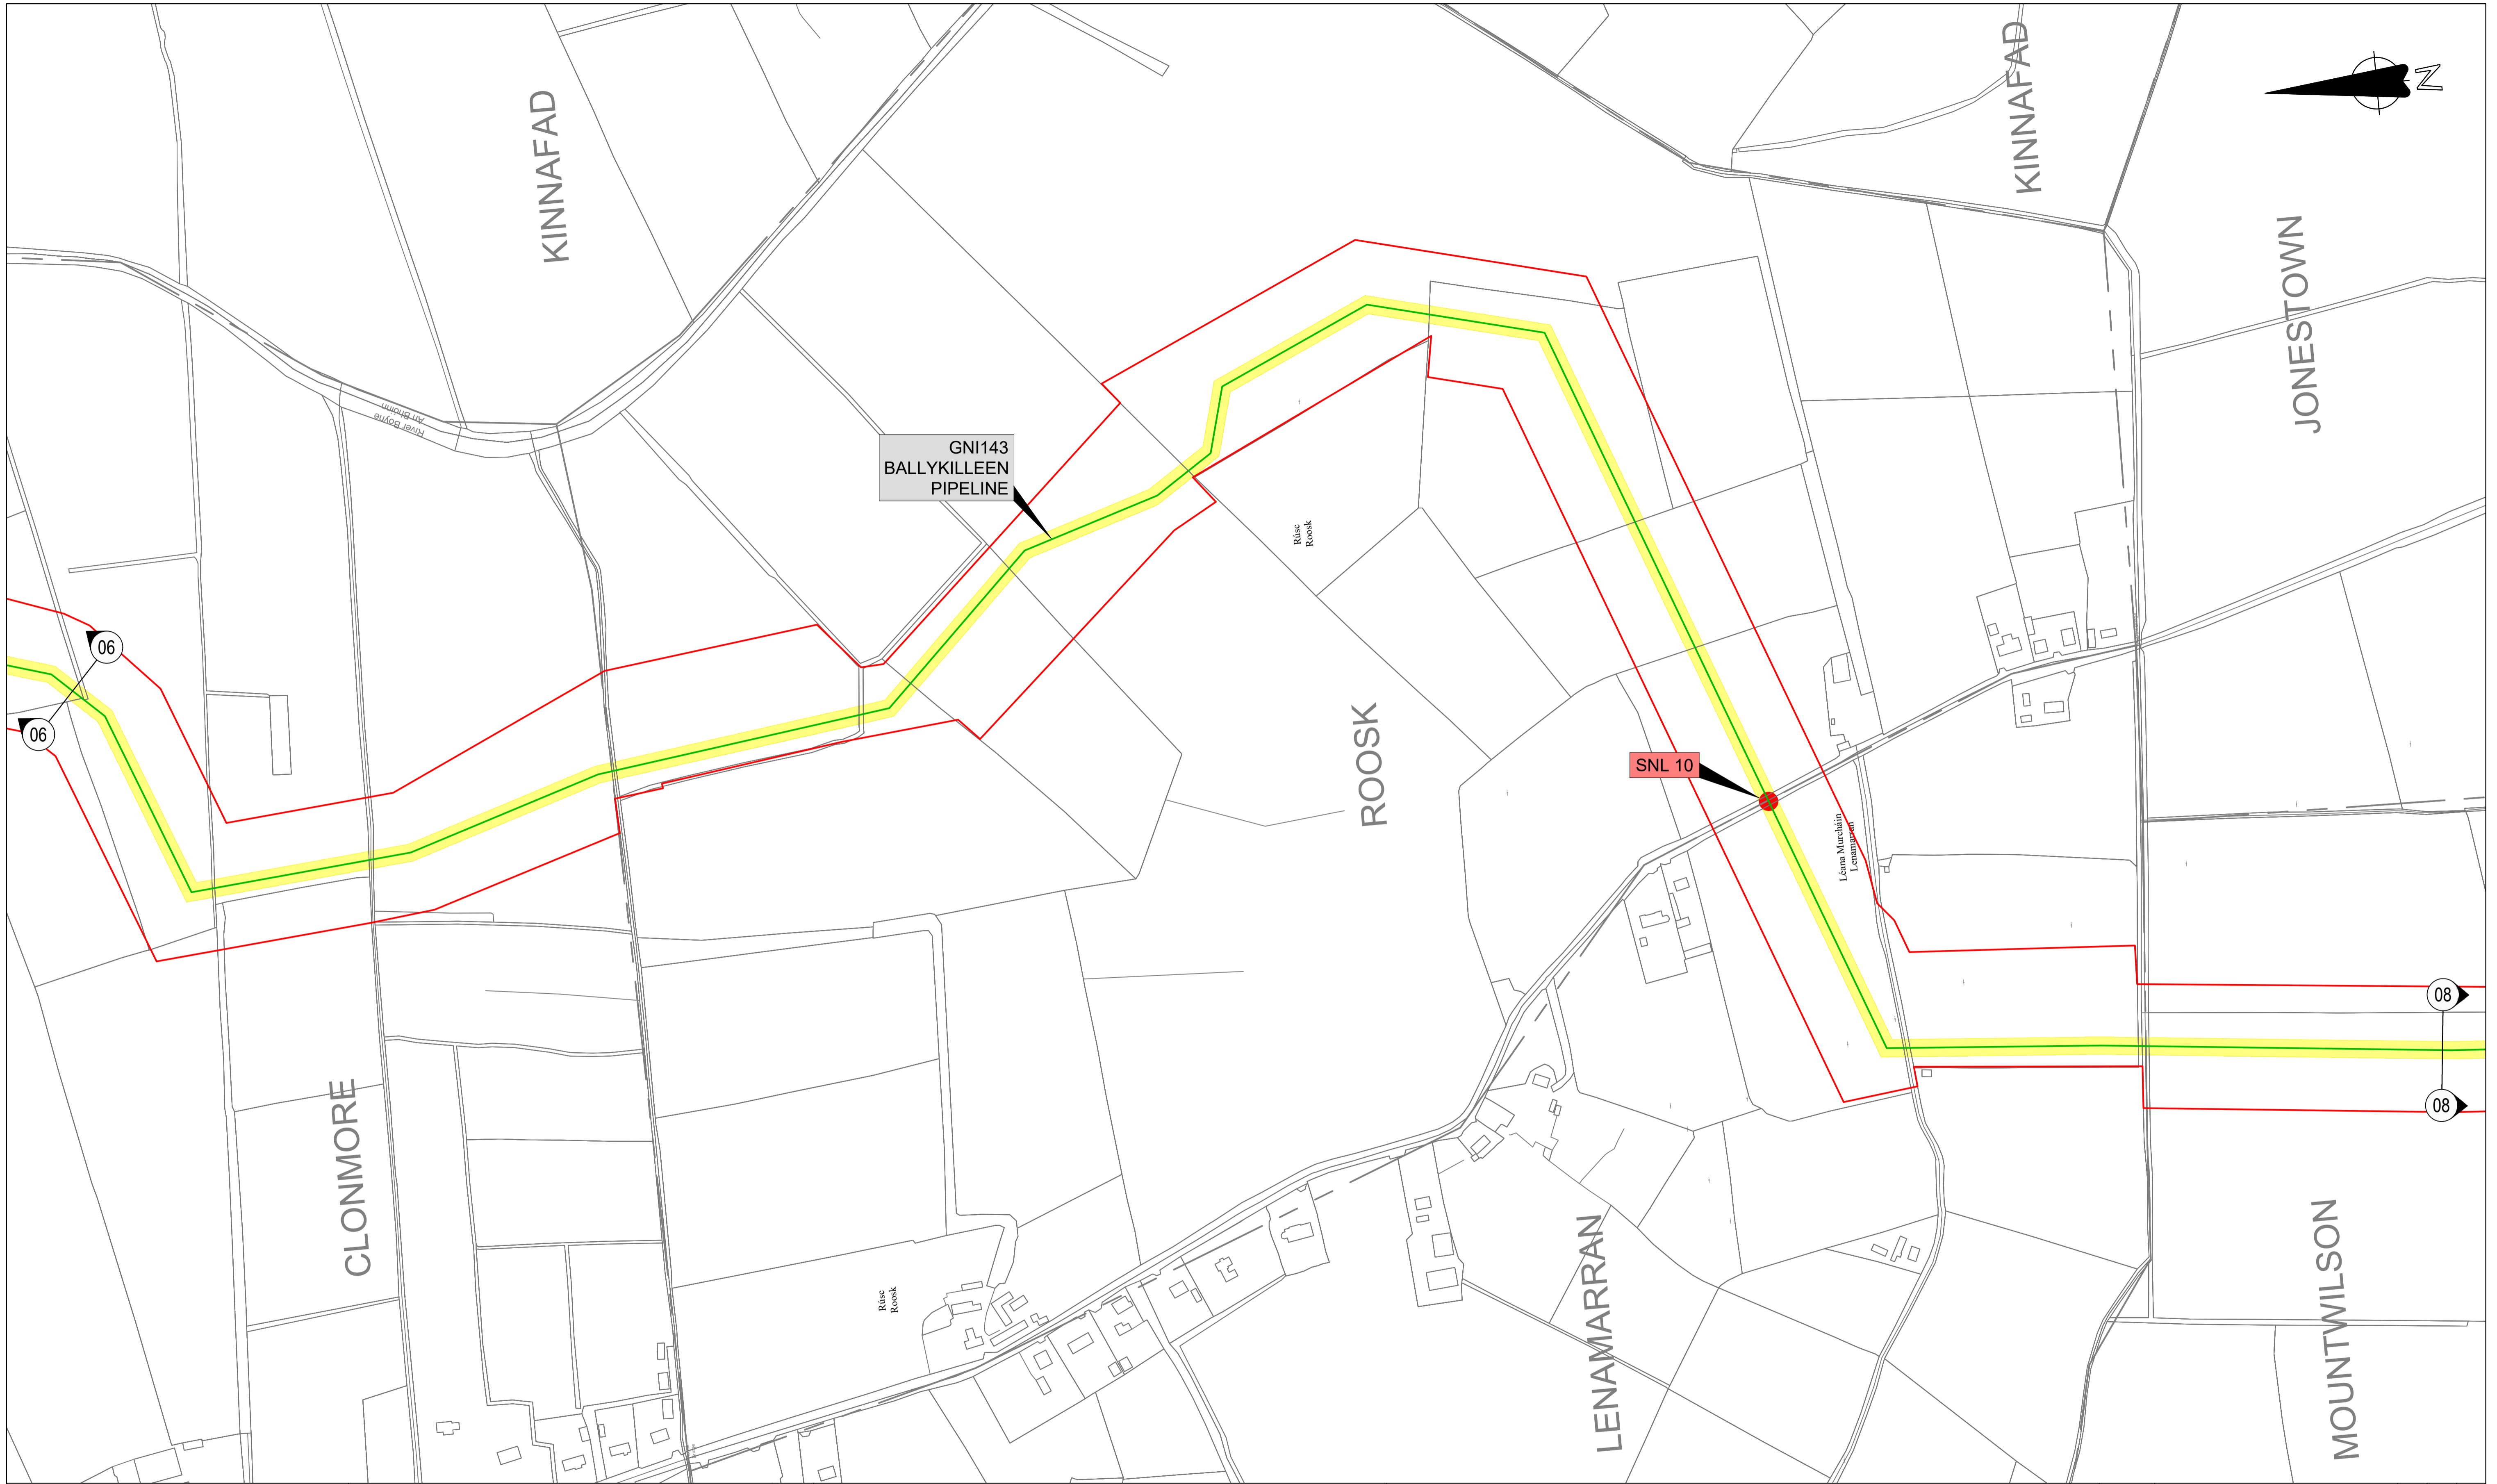 KINNAFAD
KINNAFAD
N
JONESTOWN
An Bhóinn
River Boyne
GNI143
BALLYKILLEEN
PIPELINE
Rúsc
Roosk
06
06
ROOSK
SNL 10
Léana Murcháin
Lenamarran
08
08
CLONMORE
Rúsc
Roosk
LENAMARRAN
MOUNTWILSON